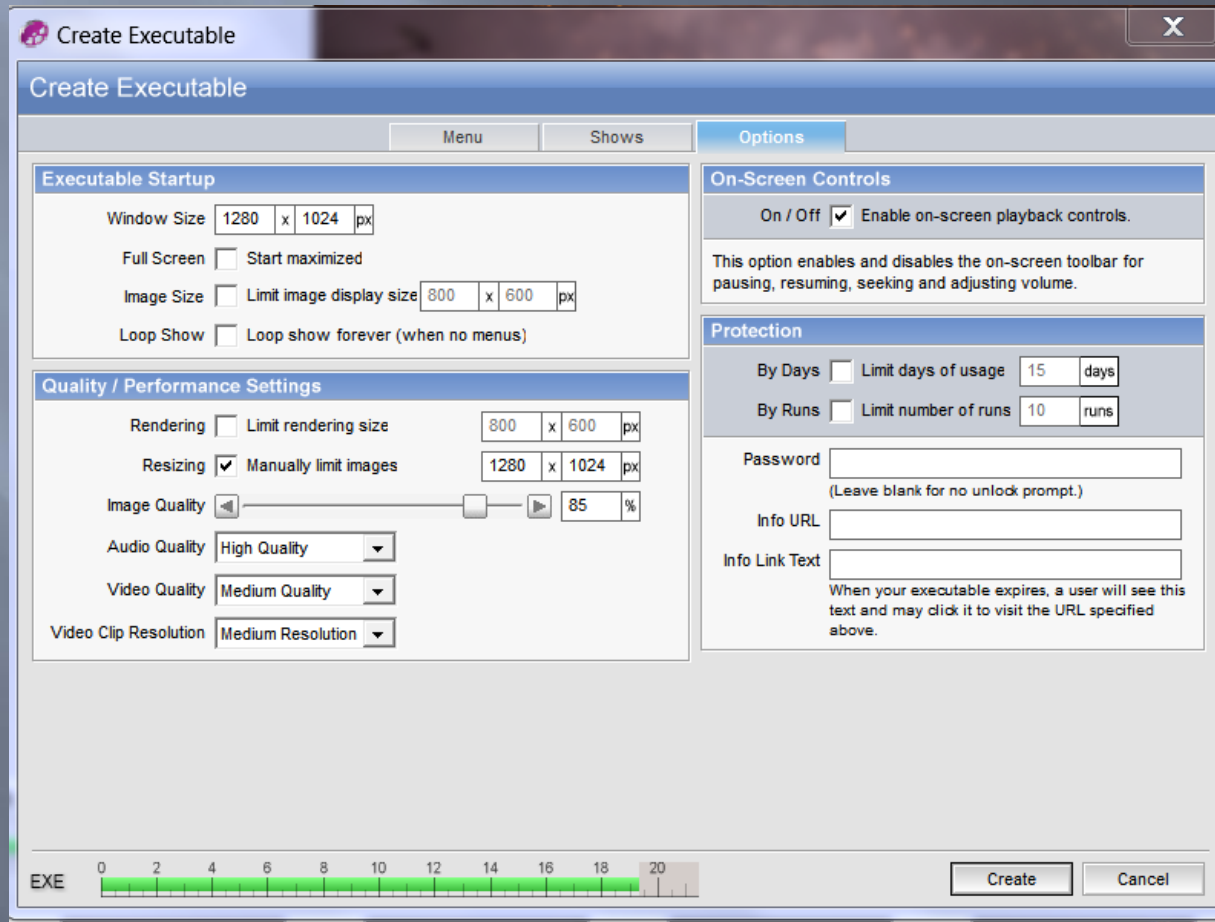 Create Executable
X
Create Executable
Menu Shows Options
Executable Startup
Window Size 1280 x 1024 px
Full Screen Start maximized
Image Size Limit image display size 800 x 600 px
Loop Show Loop show forever (when no menus)
Quality / Performance Settings
Rendering Limit rendering size 800 x 600 px
Resizing Manually limit images 1280 x 1024 px
Image Quality 85 %
Audio Quality High Quality
Video Quality Medium Quality
Video Clip Resolution Medium Resolution
On-Screen Controls
On / Off Enable on-screen playback controls.
This option enables and disables the on-screen toolbar for
pausing, resuming, seeking and adjusting volume.
Protection
By Days Limit days of usage 15 days
By Runs Limit number of runs 10 runs
Password
(Leave blank for no unlock prompt.)
Info URL
Info Link Text
When your executable expires, a user will see this
text and may click it to visit the URL specified
above.
EXE 0 2 4 6 8 10 12 14 16 18 20
Create Cancel